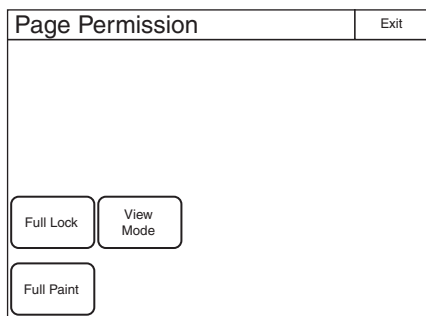 Page Permission
Exit
Full Lock
View
Mode
Full Paint